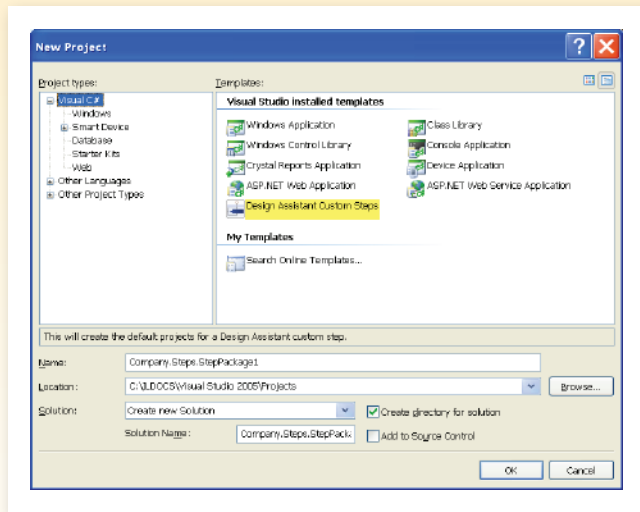 New Project
Project types:
Templates:
Visual C#
Windows
Smart Device
Database
Starter Kits
Web
Other Languages
Other Project Types
Visual Studio installed templates
Windows Application
Class Library
Windows Control Library
Console Application
Crystal Reports Application
Device Application
ASP.NET Web Application
ASP.NET Web Service Application
Design Assistant Custom Steps
My Templates
Search Online Templates...
This will create the default projects for a Design Assistant custom step.
Name:
Company.Steps.StepPackage1
Location:
C:\LDOCS\Visual Studio 2005\Projects
Browse...
Solution:
Create new Solution
Create directory for solution
Solution Name:
Company.Steps.StepPack
Add to Source Control
OK
Cancel